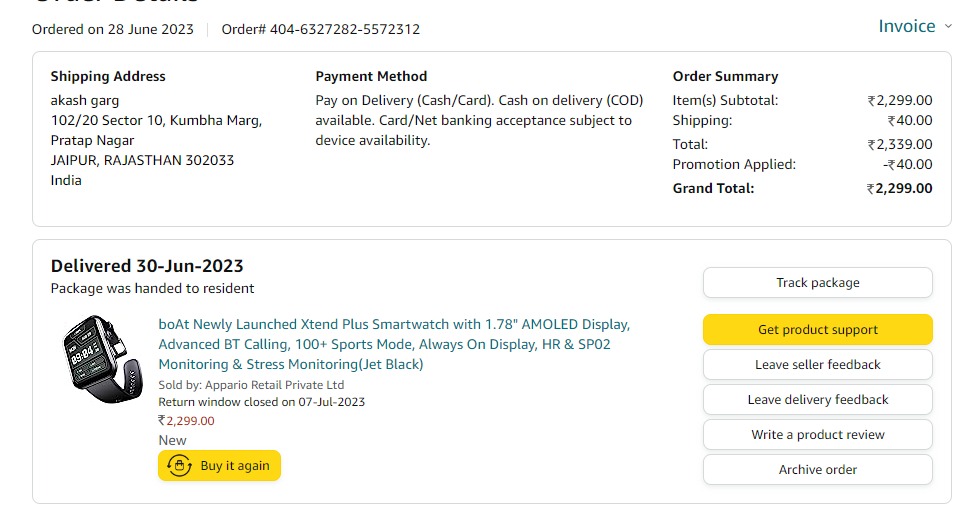 Order Details
Ordered on 28 June 2023 Order# 404-6327282-5572312
Invoice
Shipping Address
akash garg
102/20 Sector 10, Kumbha Marg,
Pratap Nagar
JAIPUR, RAJASTHAN 302033
India
Payment Method
Pay on Delivery (Cash/Card). Cash on delivery (COD)
available. Card/Net banking acceptance subject to
device availability.
Order Summary
Item(s) Subtotal: ₹2,299.00
Shipping: ₹40.00
Total: ₹2,339.00
Promotion Applied: -₹40.00
Grand Total: ₹2,299.00
Delivered 30-Jun-2023
Package was handed to resident
09:04
boAt Newly Launched Xtend Plus Smartwatch with 1.78" AMOLED Display,
Advanced BT Calling, 100+ Sports Mode, Always On Display, HR & SP02
Monitoring & Stress Monitoring(Jet Black)
Sold by: Appario Retail Private Ltd
Return window closed on 07-Jul-2023
₹2,299.00
New
Buy it again
Track package
Get product support
Leave seller feedback
Leave delivery feedback
Write a product review
Archive order